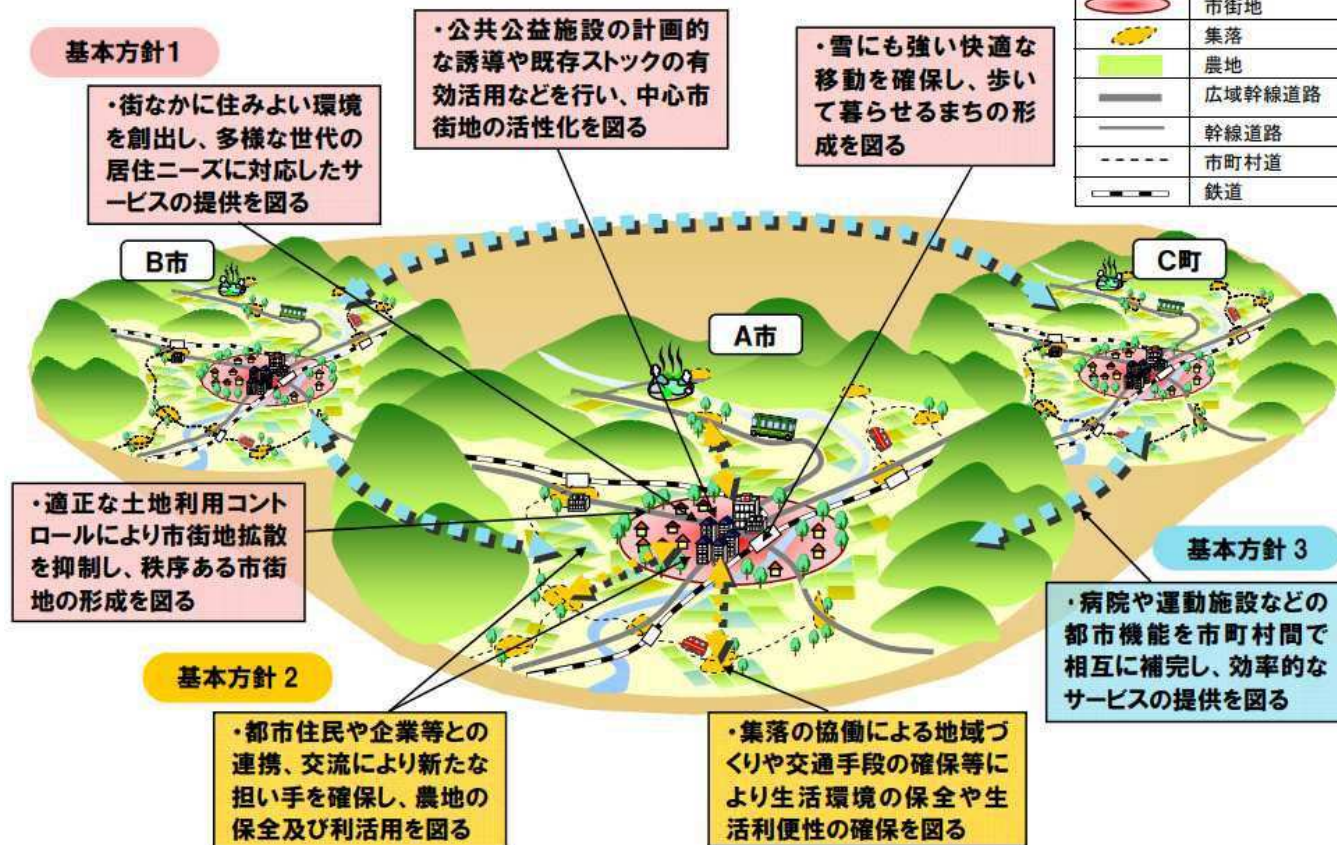 基本方針1
・街なかに住みよい環境
を創出し、多様な世代の
居住ニーズに対応したサ
ービスの提供を図る
・公共公益施設の計画的
な誘導や既存ストックの有
効活用などを行い、中心市
街地の活性化を図る
・雪にも強い快適な
移動を確保し、歩い
て暮らせるまちの形
成を図る
市街地
集落
農地
広域幹線道路
幹線道路
市町村道
鉄道
B市
A市
C町
・適正な土地利用コント
ロールにより市街地拡散
を抑制し、秩序ある市街
地の形成を図る
基本方針2
・都市住民や企業等との
連携、交流により新たな
担い手を確保し、農地の
保全及び利活用を図る
・集落の協働による地域づ
くりや交通手段の確保等に
より生活環境の保全や生
活利便性の確保を図る
基本方針3
・病院や運動施設などの
都市機能を市町村間で
相互に補完し、効率的な
サービスの提供を図る